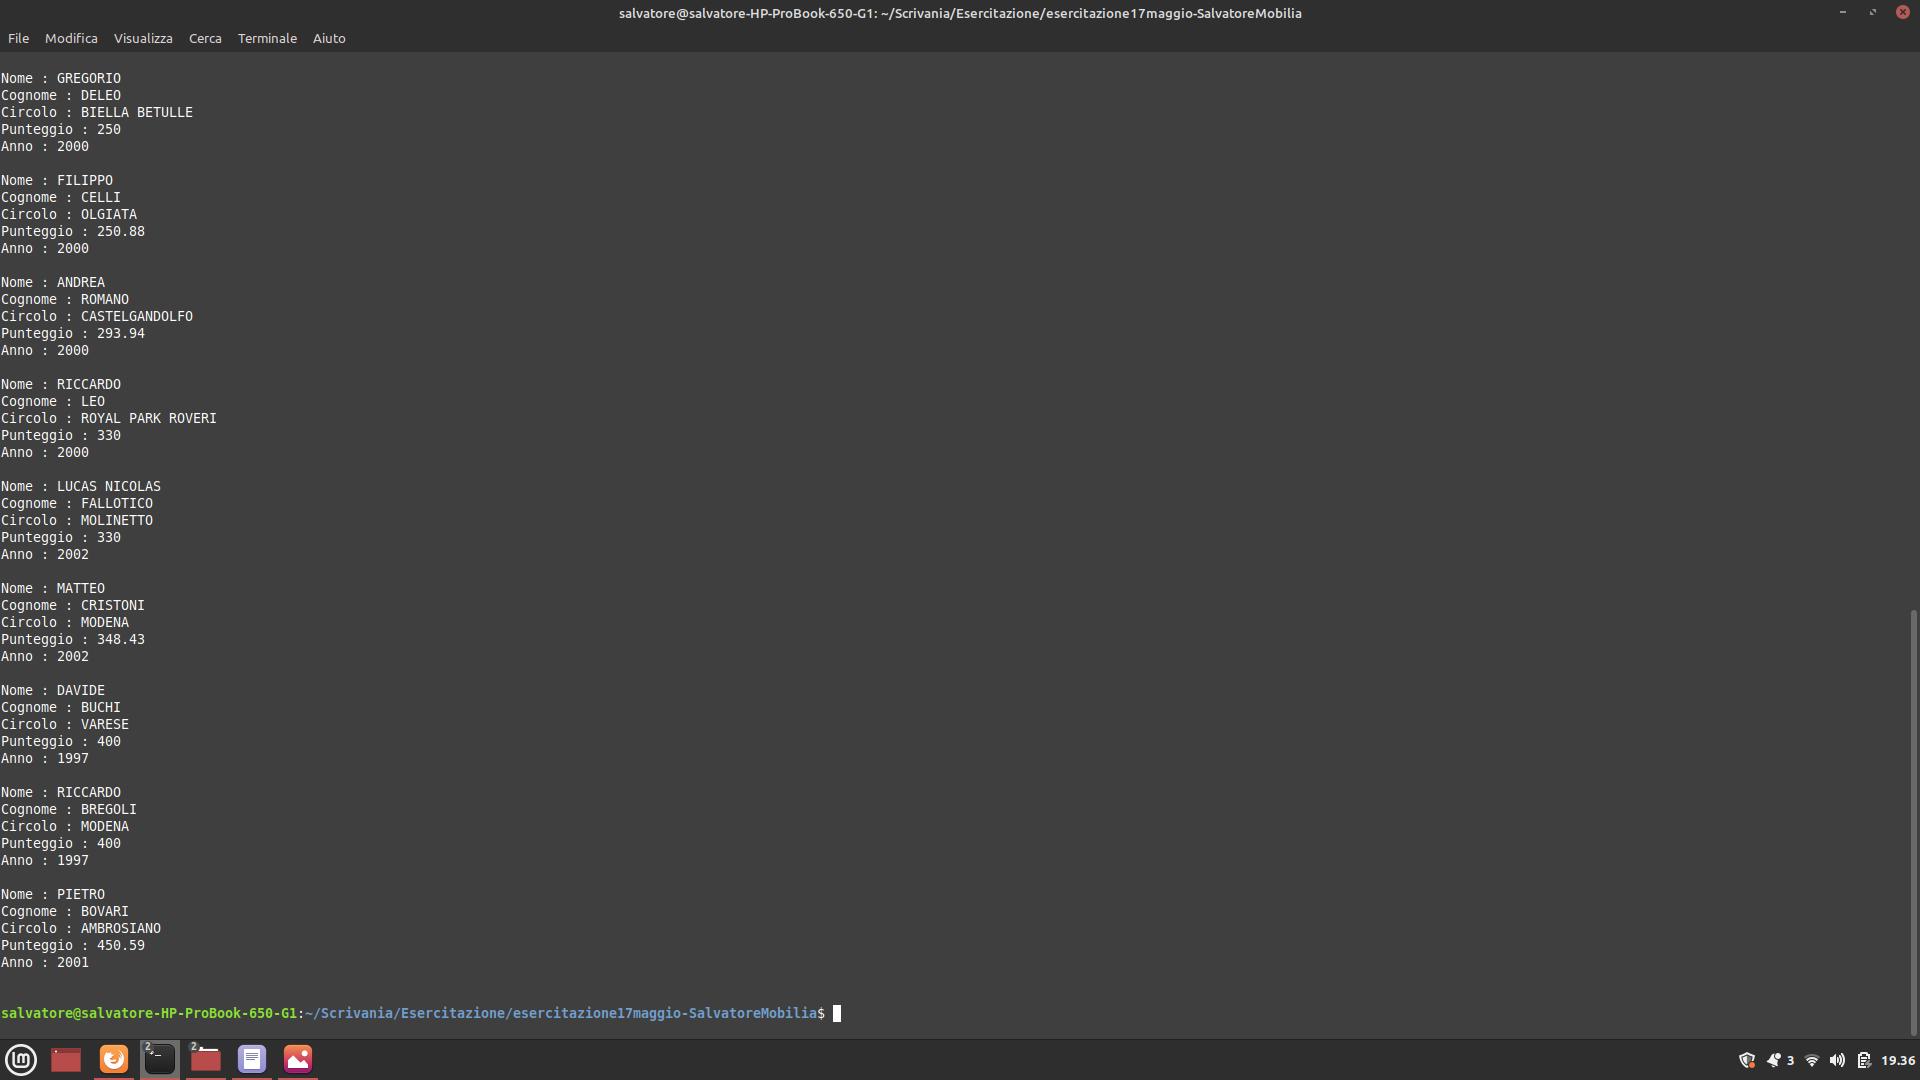 salvatore@salvatore-HP-ProBook-650-G1: ~/Scrivania/Esercitazione/esercitazione17maggio-SalvatoreMobilia
File Modifica Visualizza Cerca Terminale Aiuto
Nome : GREGORIO
Cognome : DELEO
Circolo : BIELLA BETULLE
Punteggio : 250
Anno : 2000
Nome : FILIPPO
Cognome : CELLI
Circolo : OLGIATA
Punteggio : 250.88
Anno : 2000
Nome : ANDREA
Cognome : ROMANO
Circolo : CASTELGANDOLFO
Punteggio : 293.94
Anno : 2000
Nome : RICCARDO
Cognome : LEO
Circolo : ROYAL PARK ROVERI
Punteggio : 330
Anno : 2000
Nome : LUCAS NICOLAS
Cognome : FALLOTICO
Circolo : MOLINETTO
Punteggio : 330
Anno : 2002
Nome : MATTEO
Cognome : CRISTONI
Circolo : MODENA
Punteggio : 348.43
Anno : 2002
Nome : DAVIDE
Cognome : BUCHI
Circolo : VARESE
Punteggio : 400
Anno : 1997
Nome : RICCARDO
Cognome : BREGOLI
Circolo : MODENA
Punteggio : 400
Anno : 1997
Nome : PIETRO
Cognome : BOVARI
Circolo : AMBROSIANO
Punteggio : 450.59
Anno : 2001
salvatore@salvatore-HP-ProBook-650-G1:~/Scrivania/Esercitazione/esercitazione17maggio-SalvatoreMobilia$
2 2 3 19.36